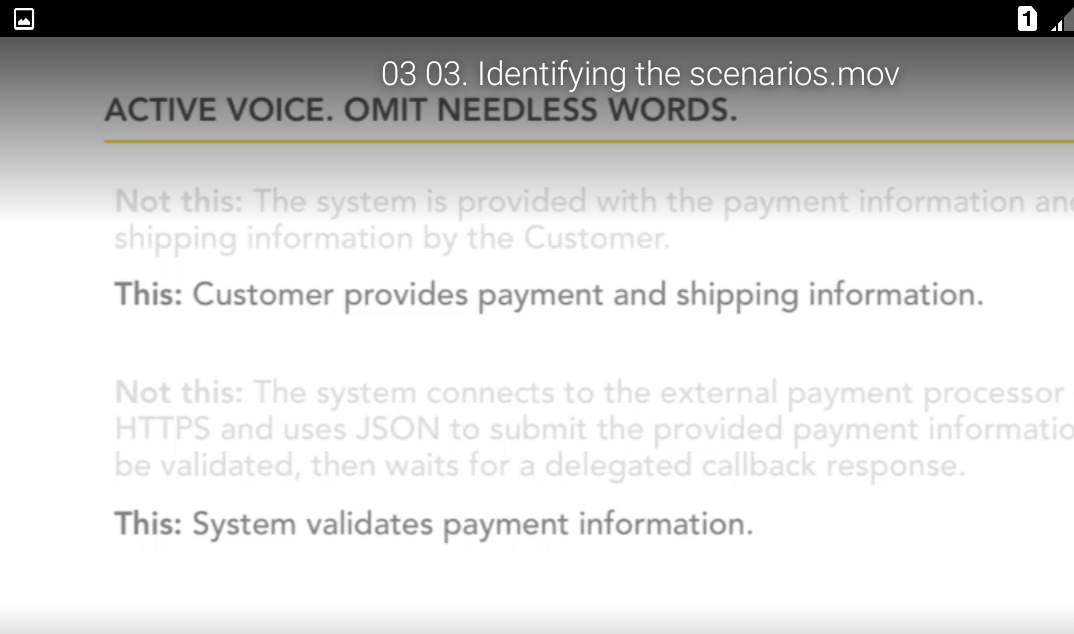 1
03 03. Identifying the scenarios.mov
ACTIVE VOICE. OMIT NEEDLESS WORDS.
Not this: The system is provided with the payment information and
shipping information by the Customer.
This: Customer provides payment and shipping information.
Not this: The system connects to the external payment processor
HTTPS and uses JSON to submit the provided payment informatio
be validated, then waits for a delegated callback response.
This: System validates payment information.